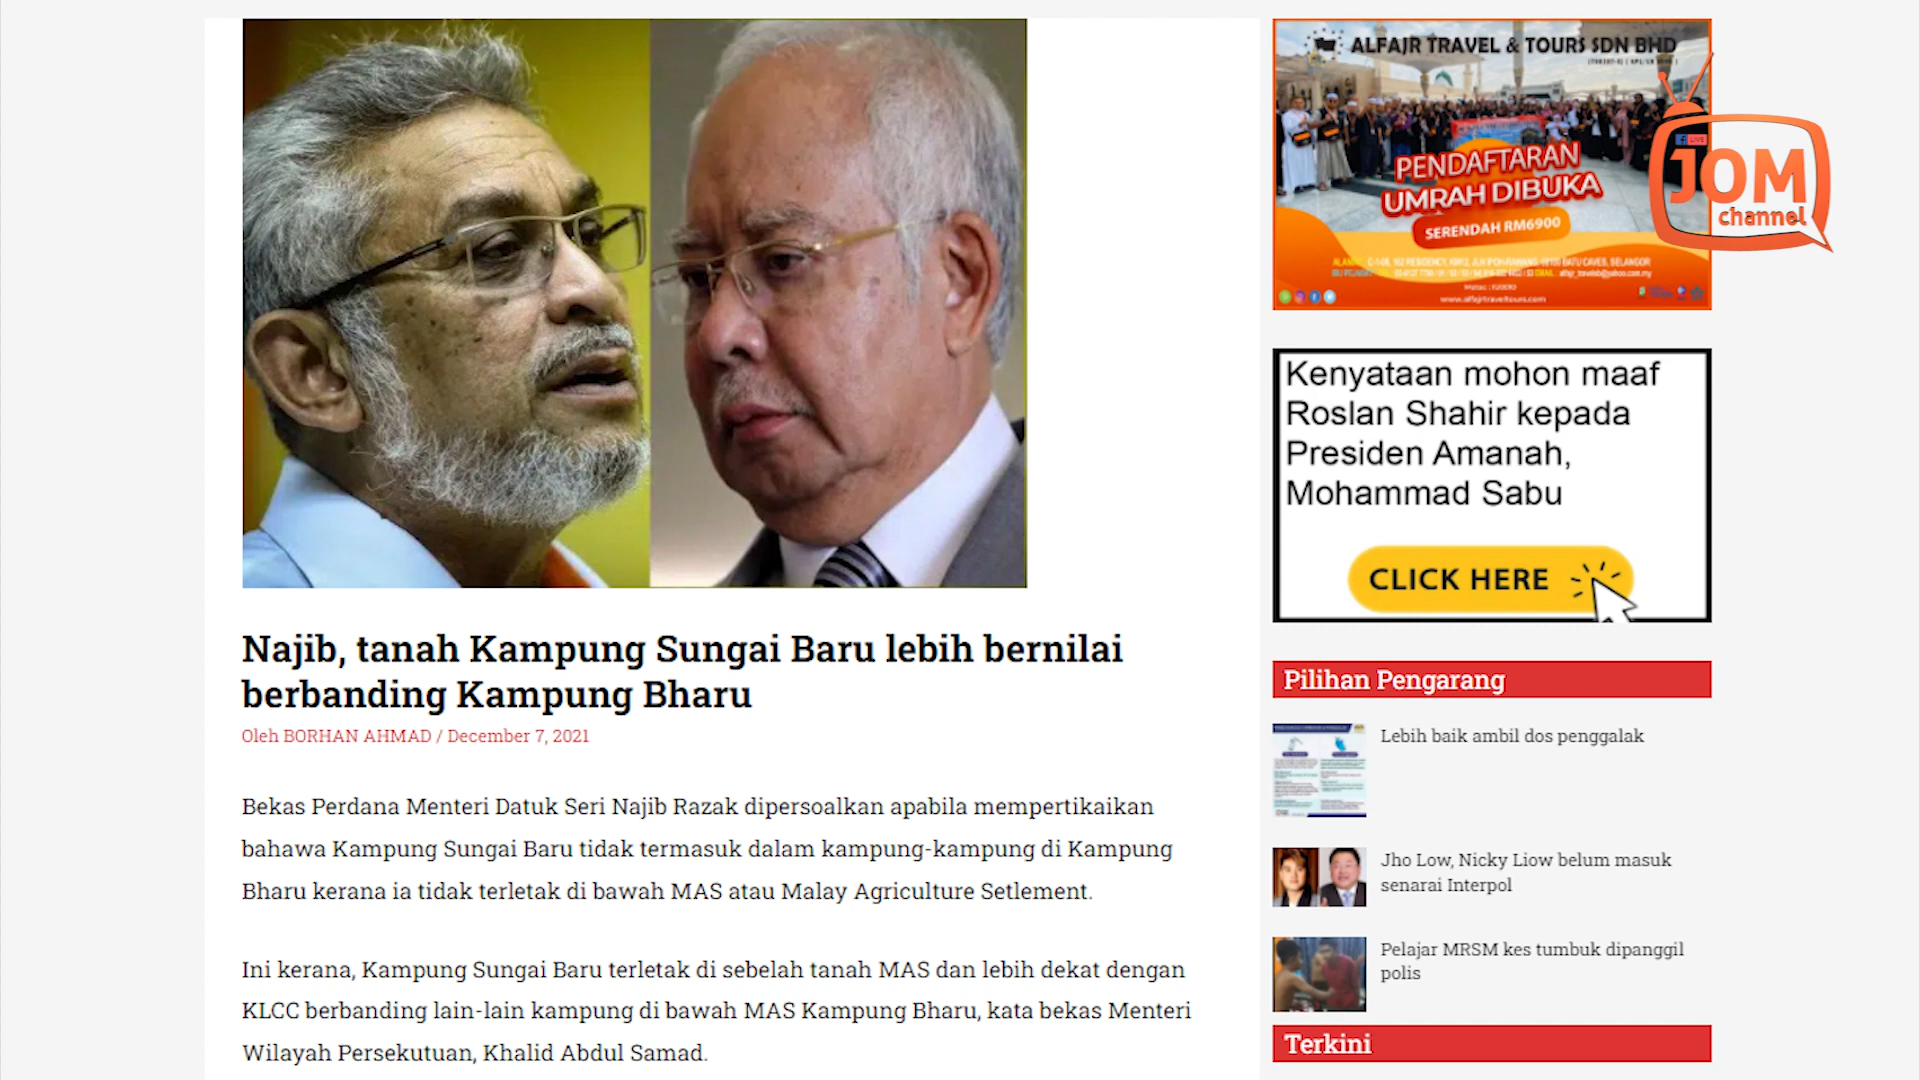 Najib, tanah Kampung Sungai Baru lebih bernilai
berbanding Kampung Bharu
Oleh BORHAN AHMAD / December 7, 2021
Bekas Perdana Menteri Datuk Seri Najib Razak dipersoalkan apabila mempertikaikan
bahawa Kampung Sungai Baru tidak termasuk dalam kampung-kampung di Kampung
Bharu kerana ia tidak terletak di bawah MAS atau Malay Agriculture Setlement.
Ini kerana, Kampung Sungai Baru terletak di sebelah tanah MAS dan lebih dekat dengan
KLCC berbanding lain-lain kampung di bawah MAS Kampung Bharu, kata bekas Menteri
Wilayah Persekutuan, Khalid Abdul Samad.
ALFAJR TRAVEL & TOURS SDN BHD
PENDAFTARAN
UMRAH DIBUKA
SERENDAH RM6900
www.alfajrtraveltours.com
LIVE
JOM
channel
Kenyataan mohon maaf
Roslan Shahir kepada
Presiden Amanah,
Mohammad Sabu
CLICK HERE
Pilihan Pengarang
Lebih baik ambil dos penggalak
Jho Low, Nicky Liow belum masuk
senarai Interpol
Pelajar MRSM kes tumbuk dipanggil
polis
Terkini